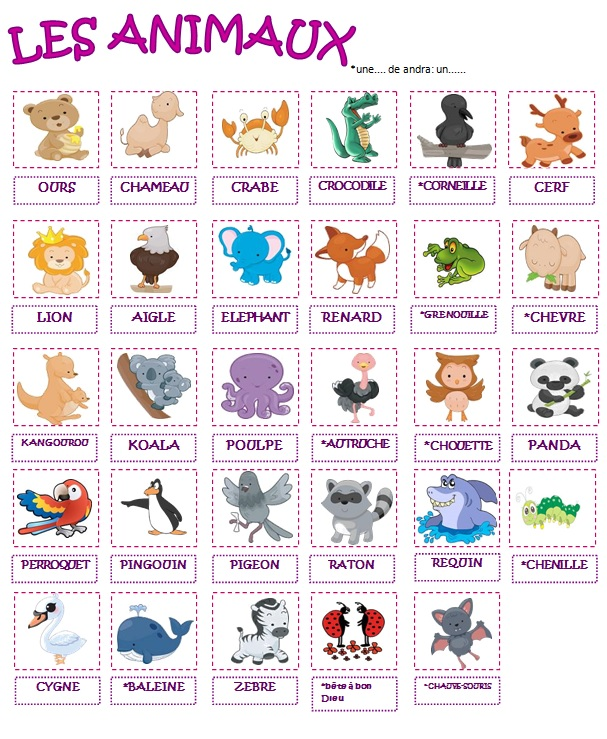 LES ANIMAUX
*une.... de andra: un......
OURS
CHAMEAU
CRABE
CROCODILE
*CORNEILLE
CERF
LION
AIGLE
ELEPHANT
RENARD
*GRENOUILLE
*CHEVRE
KANGOUROU
KOALA
POULPE
*AUTRUCHE
*CHOUETTE
PANDA
PERROQUET
PINGOUIN
PIGEON
RATON
REQUIN
*CHENILLE
CYGNE
*BALEINE
ZEBRE
*bête à bon
Dieu
*CHAUVE-SOURIS